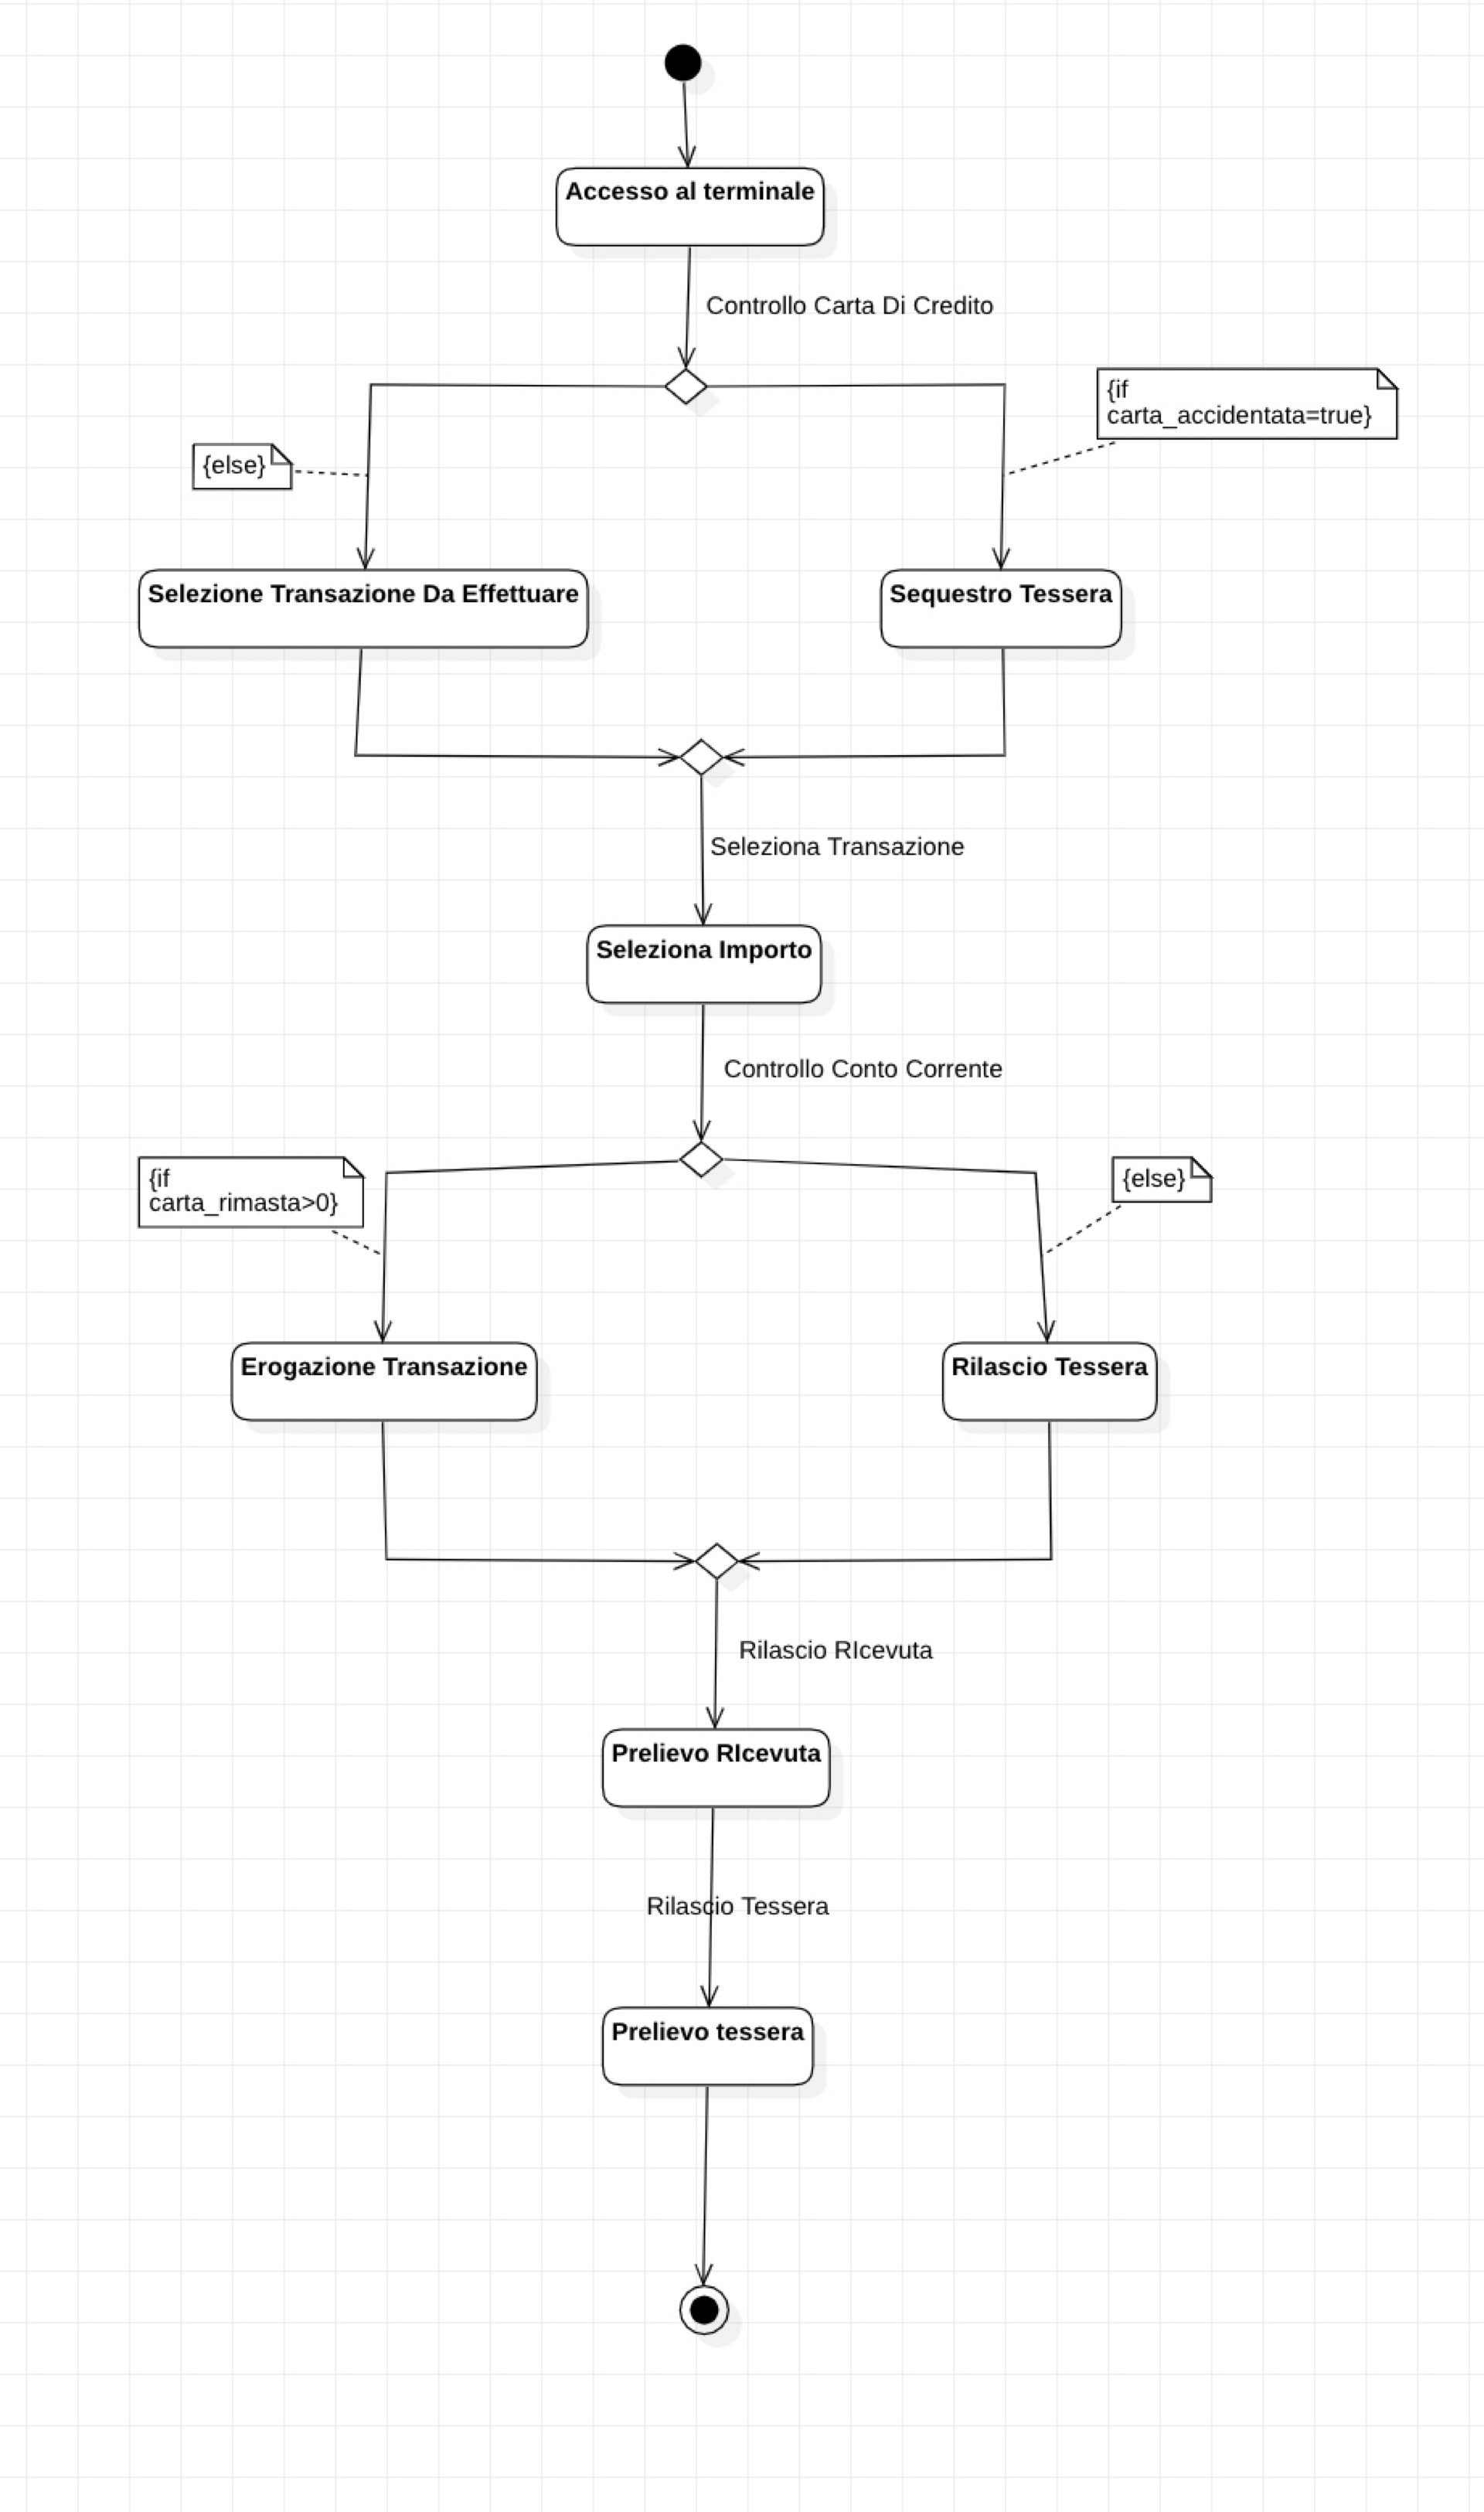 Accesso al terminale
Controllo Carta Di Credito
{if
carta_accidentata=true}
{else}
Selezione Transazione Da Effettuare
Sequestro Tessera
Seleziona Transazione
Seleziona Importo
Controllo Conto Corrente
{if
carta_rimasta>0}
{else}
Erogazione Transazione
Rilascio Tessera
Rilascio RIcevuta
Prelievo RIcevuta
Rilascio Tessera
Prelievo tessera